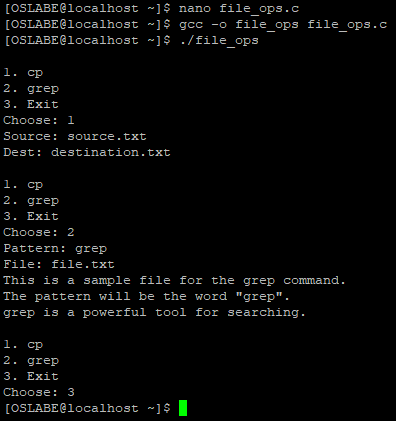 [OSLABE@localhost ~]$ nano file_ops.c
[OSLABE@localhost ~]$ gcc -o file_ops file_ops.c
[OSLABE@localhost ~]$ ./file_ops
1. cp
2. grep
3. Exit
Choose: 1
Source: source.txt
Dest: destination.txt
1. cp
2. grep
3. Exit
Choose: 2
Pattern: grep
File: file.txt
This is a sample file for the grep command.
The pattern will be the word "grep".
grep is a powerful tool for searching.
1. cp
2. grep
3. Exit
Choose: 3
[OSLABE@localhost ~]$